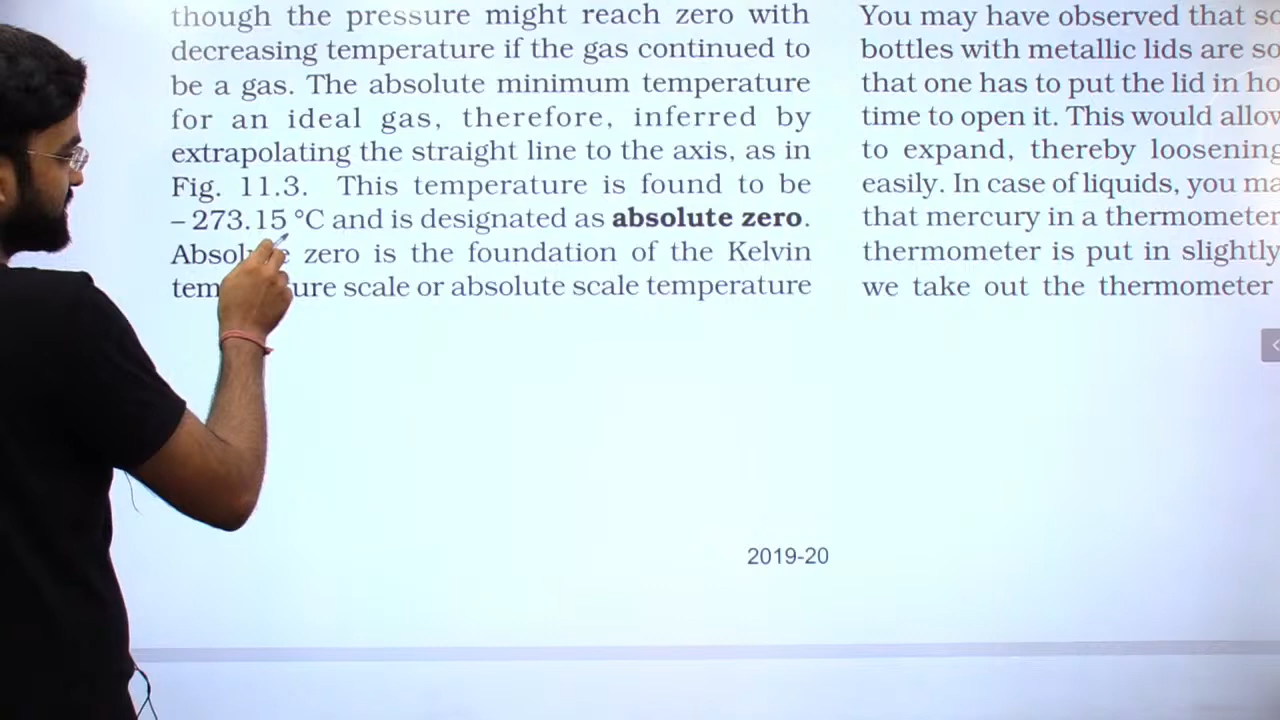 though the pressure might reach zero with
decreasing temperature if the gas continued to
be a gas. The absolute minimum temperature
for an ideal gas, therefore, inferred by
extrapolating the straight line to the axis, as in
Fig. 11.3. This temperature is found to be
– 273.15 °C and is designated as absolute zero.
zero is the foundation of the Kelvin
scale or absolute scale temperature
You may have observed that
bottles with metallic lids are
that one has to put the lid in
time to open it. This would
to expand, thereby loosening
easily. In case of liquids, you
that mercury in a thermometer
thermometer is put in slightly
we take out the thermometer
2019-20